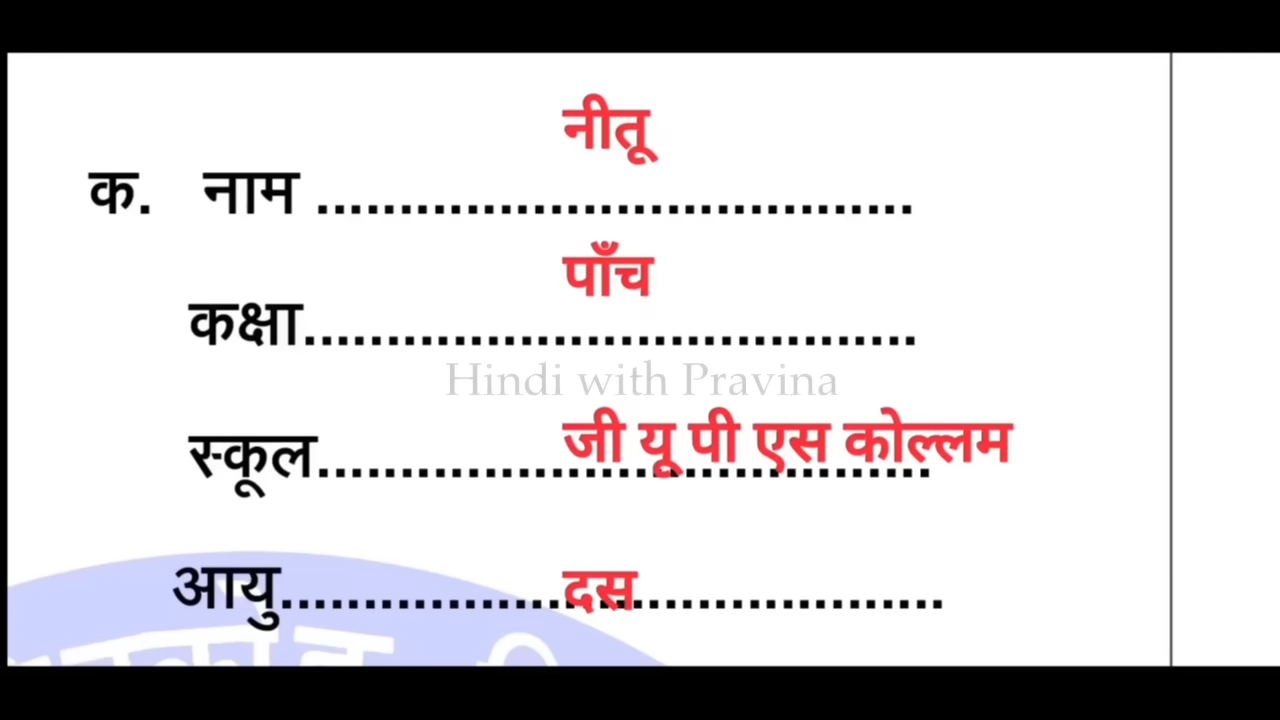 नीतू
क. नाम ....................................
पाँच
कक्षा.....................................
Hindi with Pravina
जी यू पी एस कोल्लम
स्कूल.....................................
आयु........................................
दस